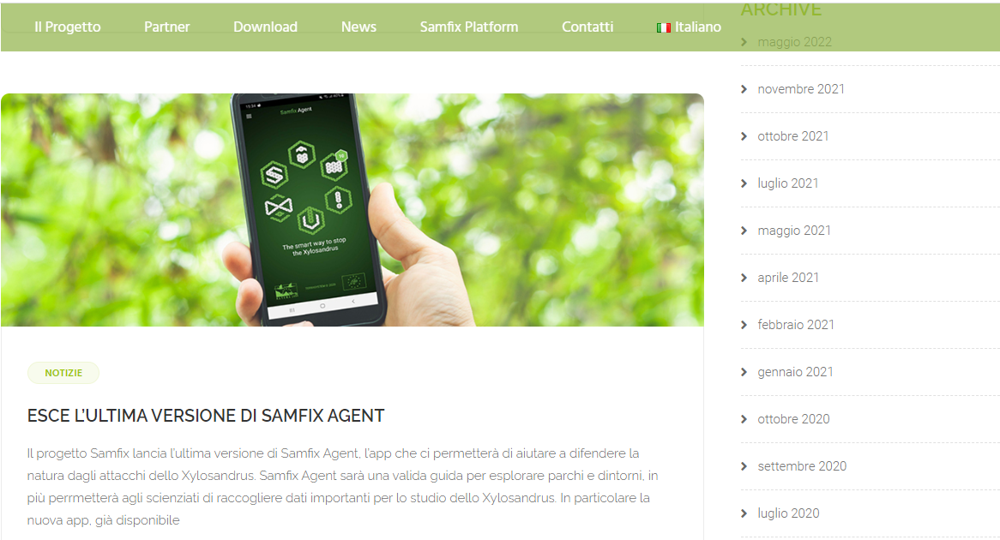 Il Progetto Partner Download News Samfix Platform Contatti Italiano
Samfix Agent
The smart way to stop
the Xylosandrus
NOTIZIE
ESCE L'ULTIMA VERSIONE DI SAMFIX AGENT
Il progetto Samfix lancia l'ultima versione di Samfix Agent, l'app che ci permetterà di aiutare a difendere la
natura dagli attacchi dello Xylosandrus. Samfix Agent sarà una valida guida per esplorare parchi e dintorni, in
più perrmetterà agli scienziati di raccogliere dati importanti per lo studio dello Xylosandrus. In particolare la
nuova app, già disponibile
ARCHIVE
maggio 2022
novembre 2021
ottobre 2021
luglio 2021
maggio 2021
aprile 2021
febbraio 2021
gennaio 2021
ottobre 2020
settembre 2020
luglio 2020